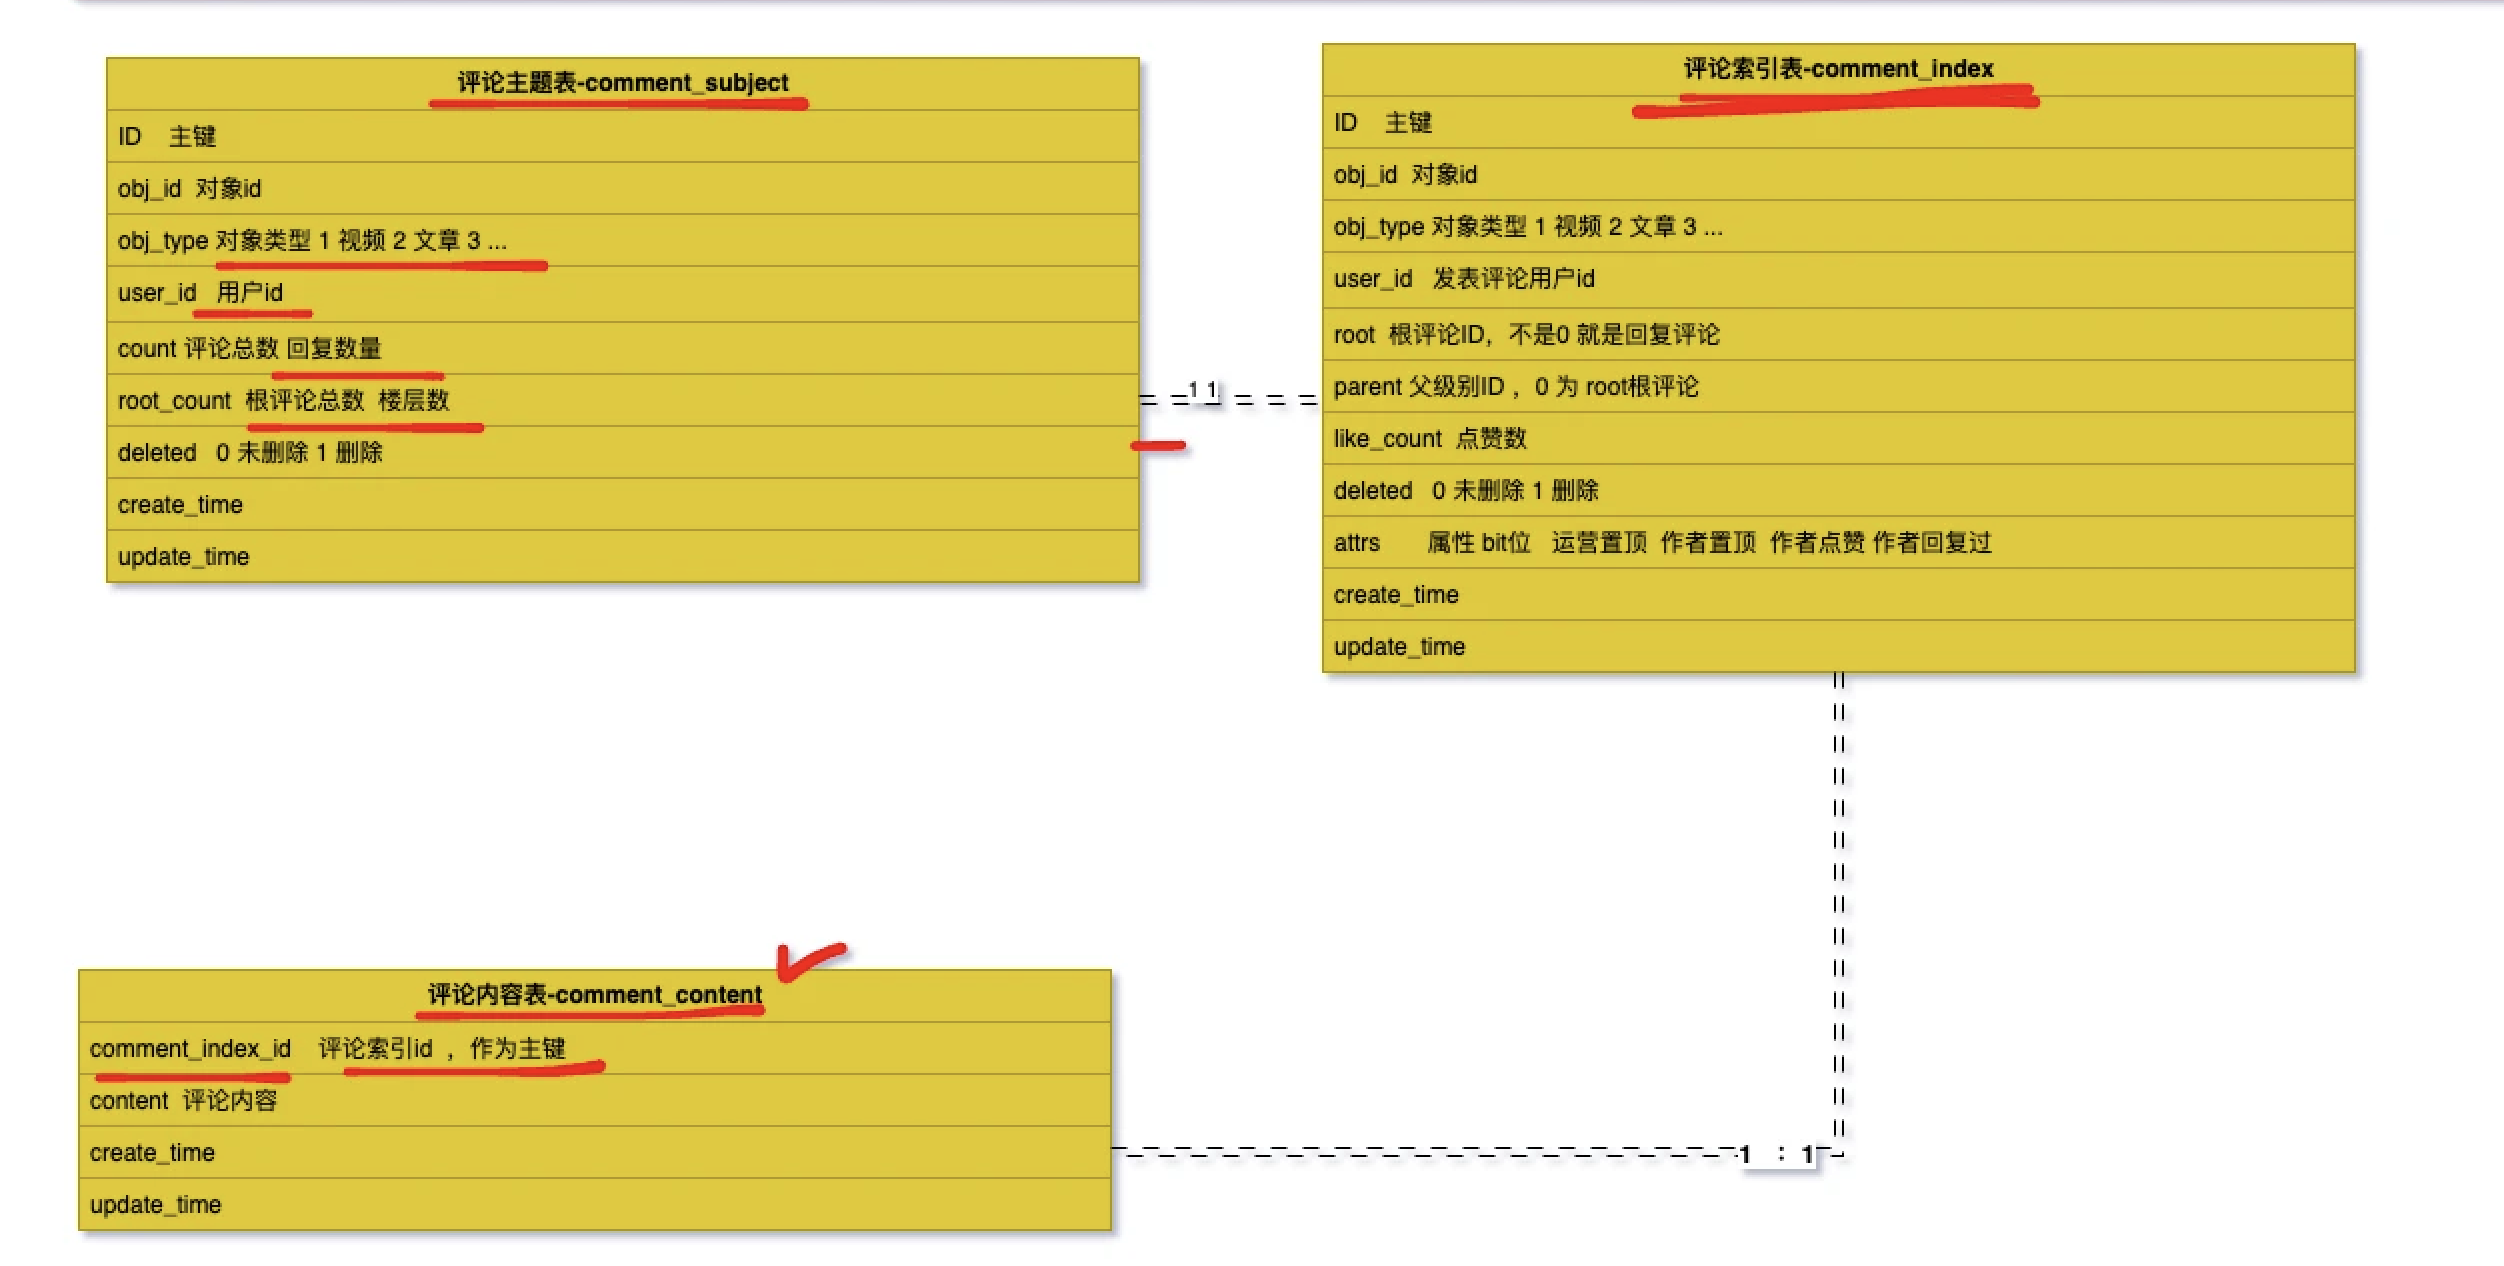 评论主题表-comment_subject
ID 主键
obj_id 对象id
obj_type 对象类型 1 视频 2 文章 3 ...
user_id 用户id
count 评论总数 回复数量
root_count 根评论总数 楼层数
deleted 0 未删除 1 删除
create_time
update_time
1 1
评论索引表-comment_index
ID 主键
obj_id 对象id
obj_type 对象类型 1 视频 2 文章 3 ...
user_id 发表评论用户id
root 根评论ID，不是0 就是回复评论
parent 父级别ID ，0 为 root根评论
like_count 点赞数
deleted 0 未删除 1 删除
attrs 属性 bit位 运营置顶 作者置顶 作者点赞 作者回复过
create_time
update_time
评论内容表-comment_content
comment_index_id 评论索引id ，作为主键
content 评论内容
create_time
update_time
1 : 1